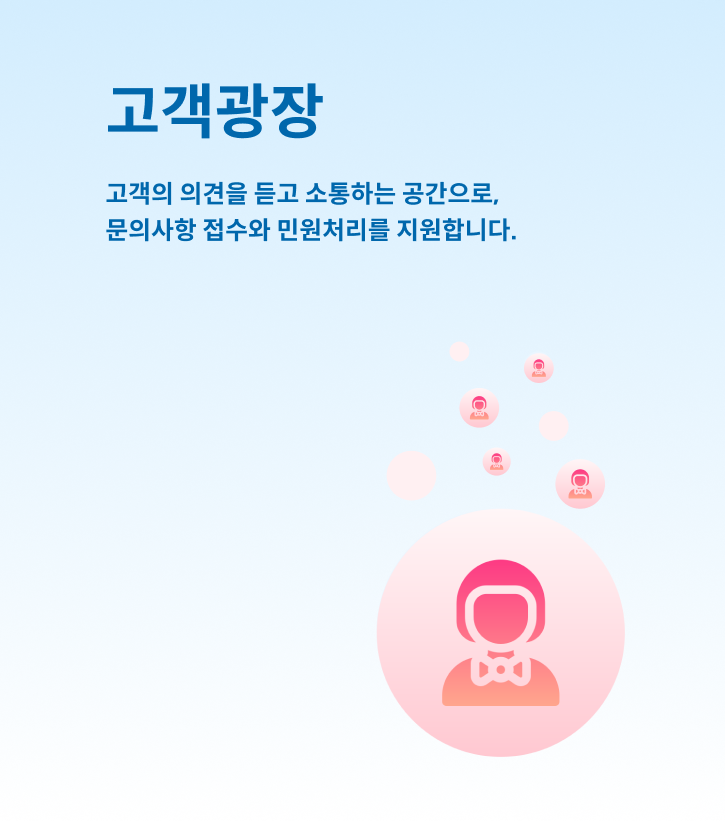 고객광장
고객의 의견을 듣고 소통하는 공간으로,
문의사항 접수와 민원처리를 지원합니다.